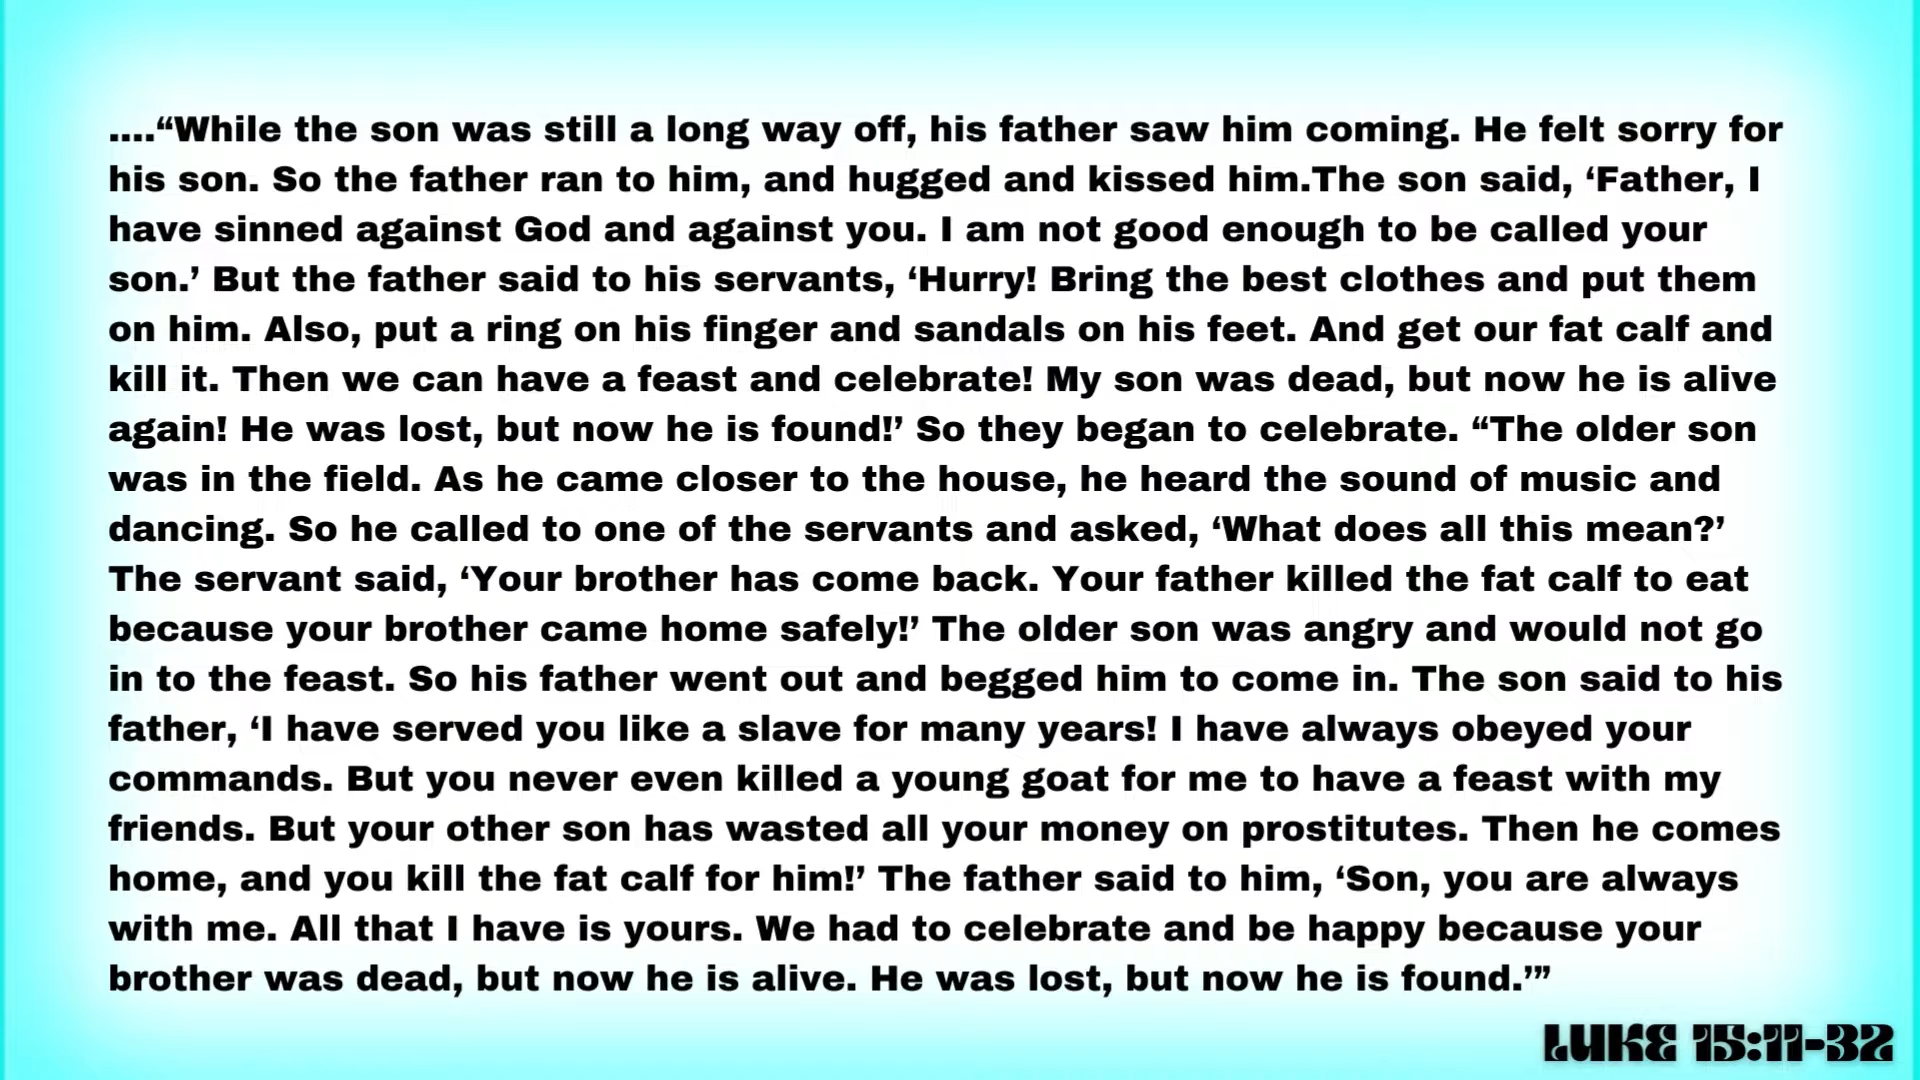 ....“While the son was still a long way off, his father saw him coming. He felt sorry for
his son. So the father ran to him, and hugged and kissed him.The son said, ‘Father, I
have sinned against God and against you. I am not good enough to be called your
son.’ But the father said to his servants, ‘Hurry! Bring the best clothes and put them
on him. Also, put a ring on his finger and sandals on his feet. And get our fat calf and
kill it. Then we can have a feast and celebrate! My son was dead, but now he is alive
again! He was lost, but now he is found!’ So they began to celebrate. “The older son
was in the field. As he came closer to the house, he heard the sound of music and
dancing. So he called to one of the servants and asked, ‘What does all this mean?’
The servant said, ‘Your brother has come back. Your father killed the fat calf to eat
because your brother came home safely!’ The older son was angry and would not go
in to the feast. So his father went out and begged him to come in. The son said to his
father, ‘I have served you like a slave for many years! I have always obeyed your
commands. But you never even killed a young goat for me to have a feast with my
friends. But your other son has wasted all your money on prostitutes. Then he comes
home, and you kill the fat calf for him!’ The father said to him, ‘Son, you are always
with me. All that I have is yours. We had to celebrate and be happy because your
brother was dead, but now he is alive. He was lost, but now he is found.’”
LUKE 15:11-32